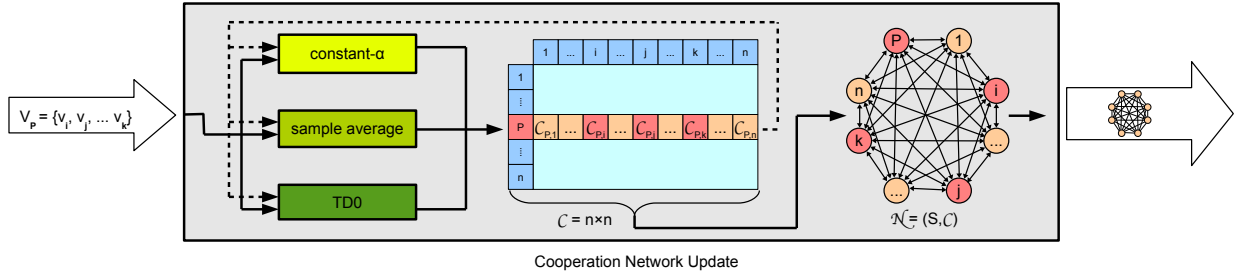 V_P = {v_i, v_j, ... v_k}
constant-α
sample average
TD0
1 ... i ... j ... k ... n
1
⋮
P C_P,1 ... C_P,i ... C_P,j ... C_P,k ... C_P,n
⋮
n
C = n×n
P
1
n
i
k
...
...
j
N = (S,C)
Cooperation Network Update